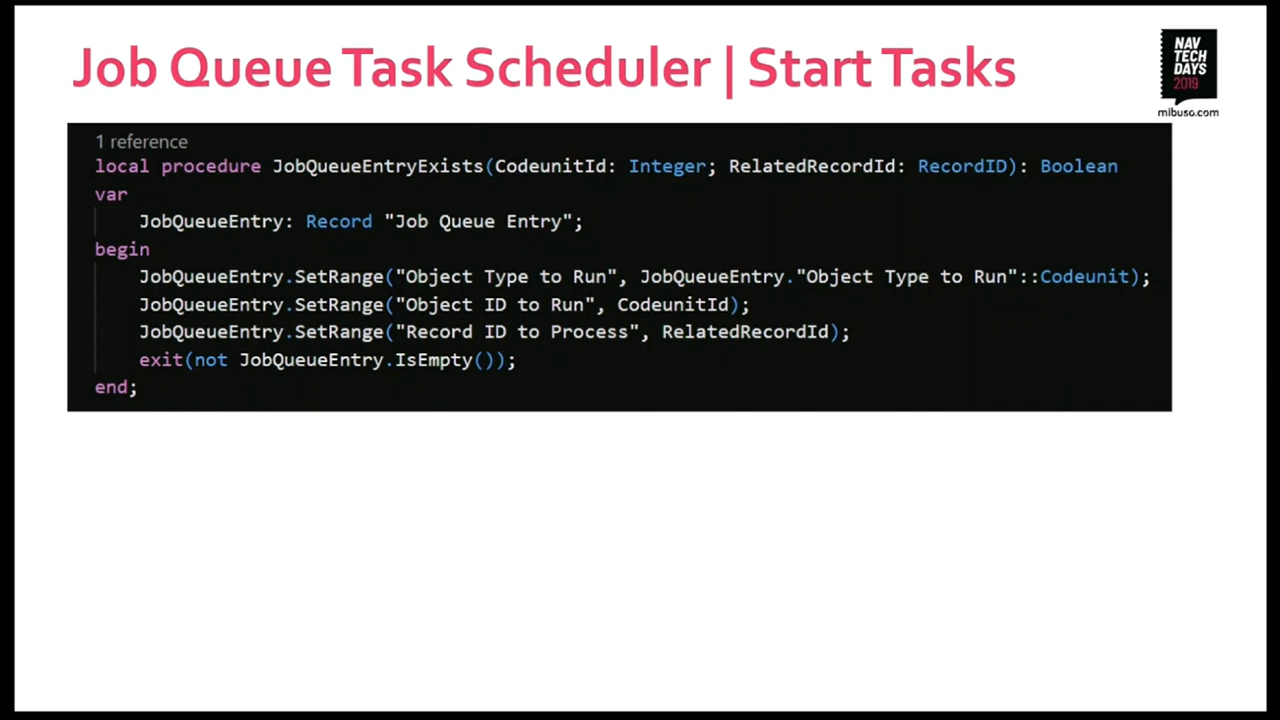 Job Queue Task Scheduler | Start Tasks
NAV
TECH
DAYS
2019
mibuso.com
1 reference
local procedure JobQueueEntryExists(CodeunitId: Integer; RelatedRecordId: RecordID): Boolean
var
JobQueueEntry: Record "Job Queue Entry";
begin
JobQueueEntry.SetRange("Object Type to Run", JobQueueEntry."Object Type to Run"::Codeunit);
JobQueueEntry.SetRange("Object ID to Run", CodeunitId);
JobQueueEntry.SetRange("Record ID to Process", RelatedRecordId);
exit(not JobQueueEntry.IsEmpty());
end;